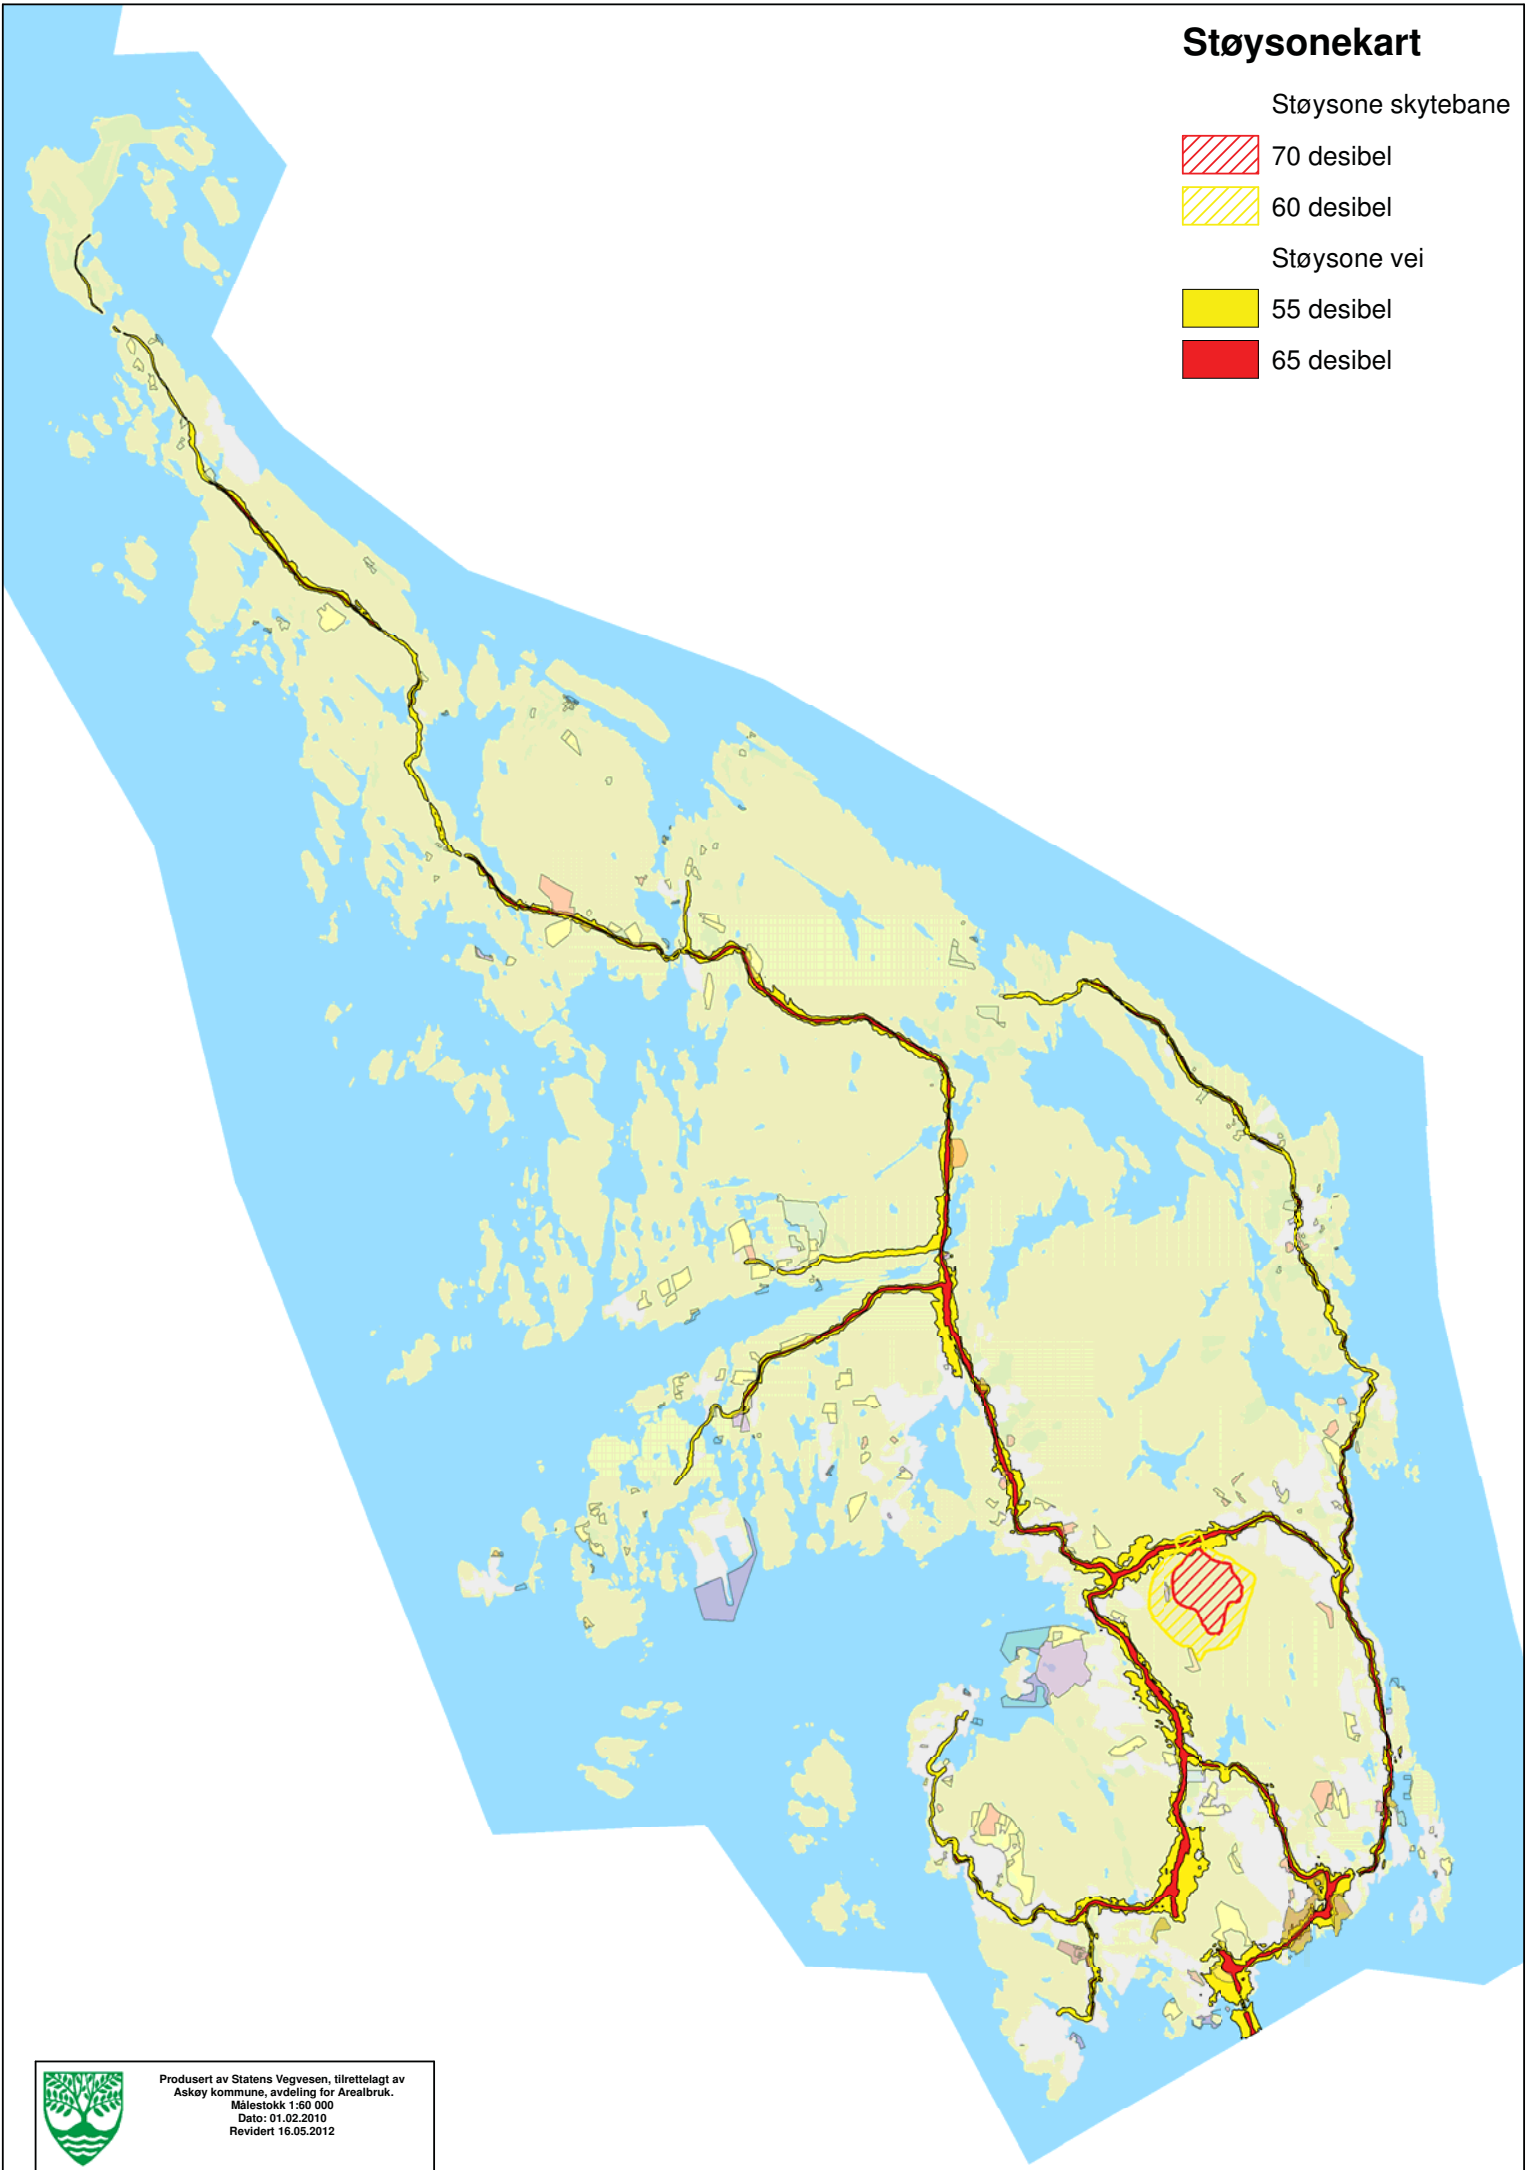 Støysonekart
Støysone skytebane
70 desibel
60 desibel
Støysone vei
55 desibel
65 desibel
Produsert av Statens Vegvesen, tilrettelagt av
Askøy kommune, avdeling for Arealbruk.
Målestokk 1:60 000
Dato: 01.02.2010
Revidert 16.05.2012